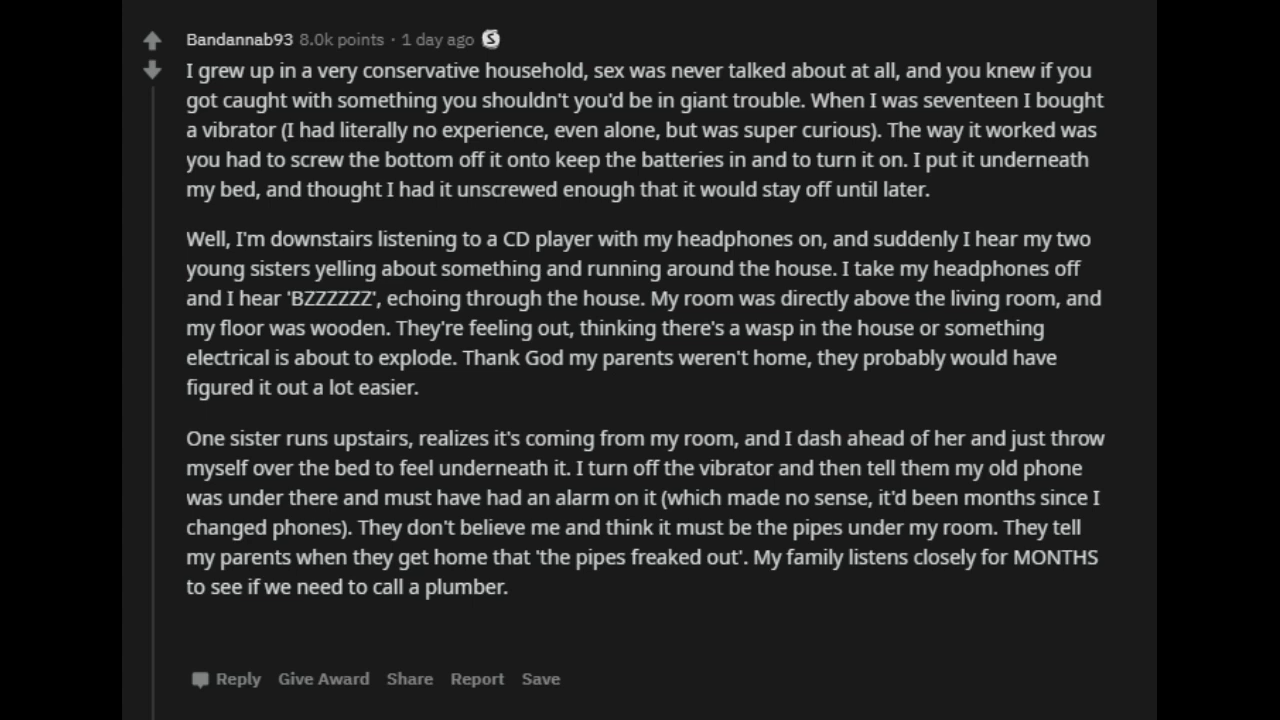 Bandannab93 8.0k points · 1 day ago S
I grew up in a very conservative household, sex was never talked about at all, and you knew if you
got caught with something you shouldn't you'd be in giant trouble. When I was seventeen I bought
a vibrator (I had literally no experience, even alone, but was super curious). The way it worked was
you had to screw the bottom off it onto keep the batteries in and to turn it on. I put it underneath
my bed, and thought I had it unscrewed enough that it would stay off until later.
Well, I'm downstairs listening to a CD player with my headphones on, and suddenly I hear my two
young sisters yelling about something and running around the house. I take my headphones off
and I hear 'BZZZZZZ', echoing through the house. My room was directly above the living room, and
my floor was wooden. They're feeling out, thinking there's a wasp in the house or something
electrical is about to explode. Thank God my parents weren't home, they probably would have
figured it out a lot easier.
One sister runs upstairs, realizes it's coming from my room, and I dash ahead of her and just throw
myself over the bed to feel underneath it. I turn off the vibrator and then tell them my old phone
was under there and must have had an alarm on it (which made no sense, it'd been months since I
changed phones). They don't believe me and think it must be the pipes under my room. They tell
my parents when they get home that 'the pipes freaked out'. My family listens closely for MONTHS
to see if we need to call a plumber.
Reply Give Award Share Report Save